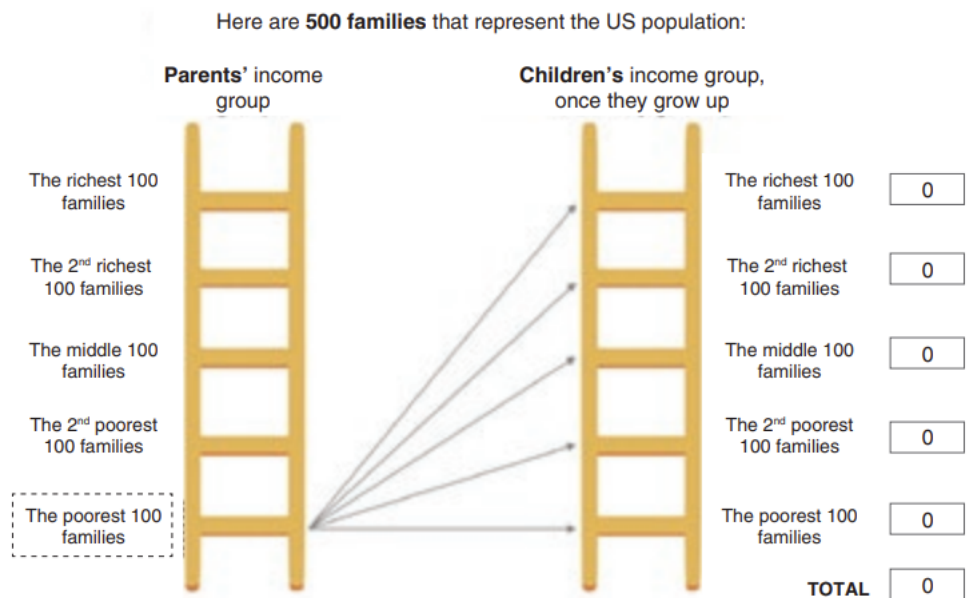 Here are 500 families that represent the US population:
Parents' income
group
Children's income group,
once they grow up
The richest 100
families
The richest 100
families
0
The 2nd richest
100 families
The 2nd richest
100 families
0
The middle 100
families
The middle 100
families
0
The 2nd poorest
100 families
The 2nd poorest
100 families
0
The poorest 100
families
The poorest 100
families
0
TOTAL 0